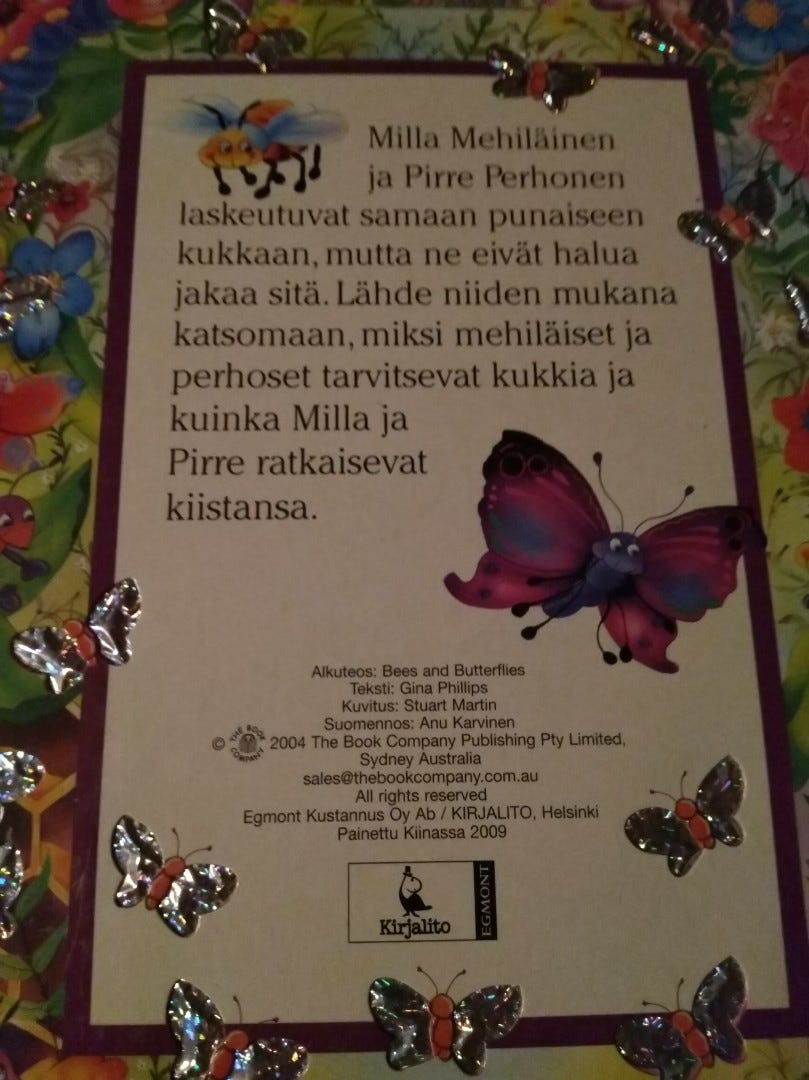 Milla Mehiläinen
ja Pirre Perhonen
laskeutuvat samaan punaiseen
kukkaan, mutta ne eivät halua
jakaa sitä. Lähde niiden mukana
katsomaan, miksi mehiläiset ja
perhoset tarvitsevat kukkia ja
kuinka Milla ja
Pirre ratkaisevat
kiistansa.
Alkuteos: Bees and Butterflies
Teksti: Gina Phillips
Kuvitus: Stuart Martin
Suomennos: Anu Karvinen
© THE BOOK COMPANY 2004 The Book Company Publishing Pty Limited,
Sydney Australia
sales@thebookcompany.com.au
All rights reserved
Egmont Kustannus Oy Ab / KIRJALITO, Helsinki
Painettu Kiinassa 2009
Kirjalito EGMONT